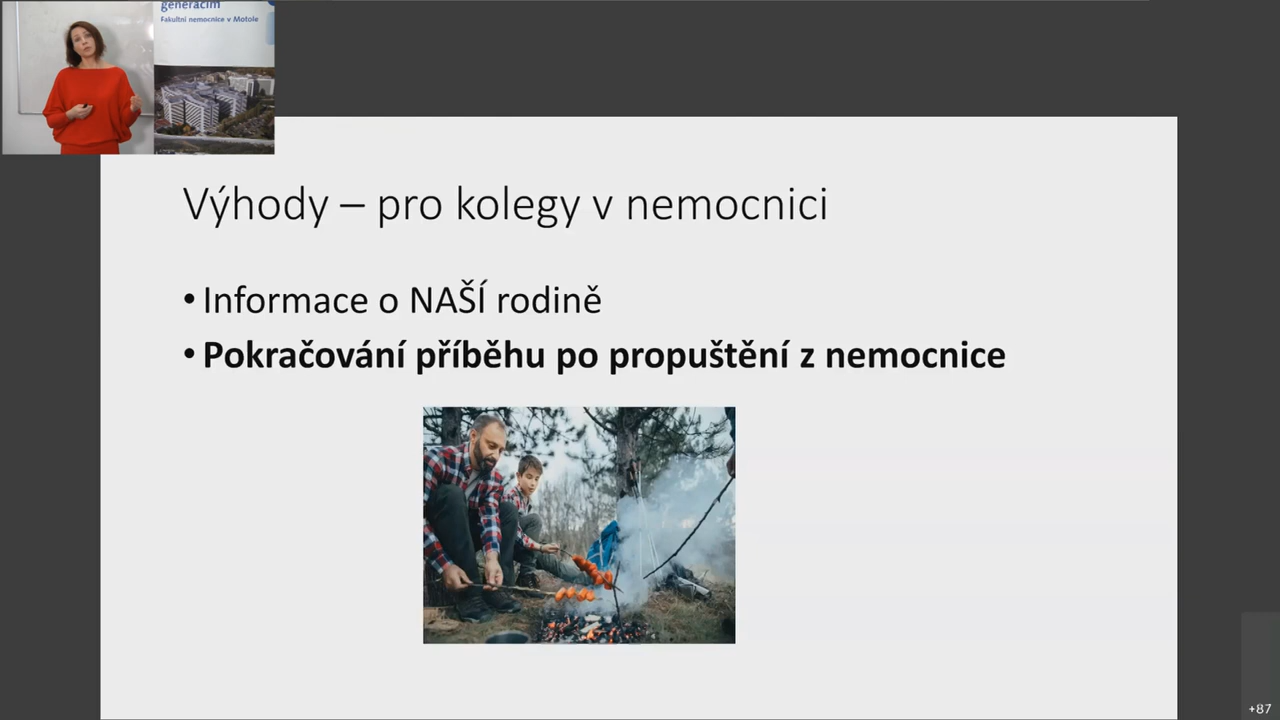 generacím
Fakultní nemocnice v Motole
Výhody – pro kolegy v nemocnici
• Informace o NAŠÍ rodině
• Pokračování příběhu po propuštění z nemocnice
+87